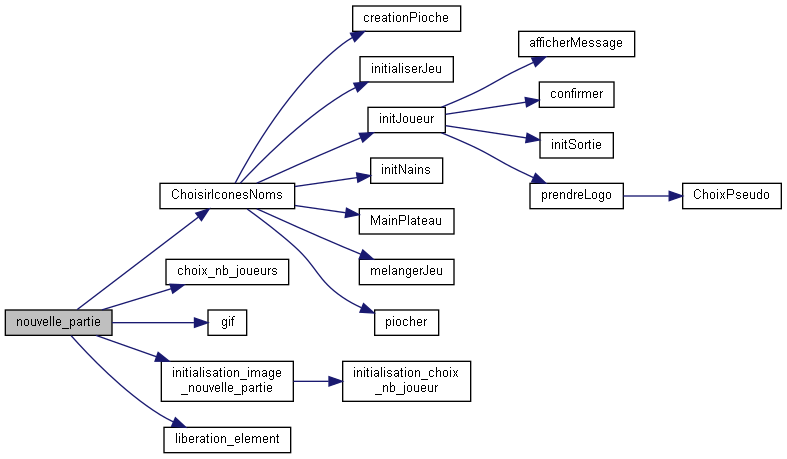 creationPioche
afficherMessage
initialiserJeu
confirmer
initJoueur
initSortie
initNains
ChoisirIconesNoms
prendreLogo
ChoixPseudo
MainPlateau
choix_nb_joueurs
melangerJeu
nouvelle_partie
gif
piocher
initialisation_image
_nouvelle_partie
initialisation_choix
_nb_joueur
liberation_element